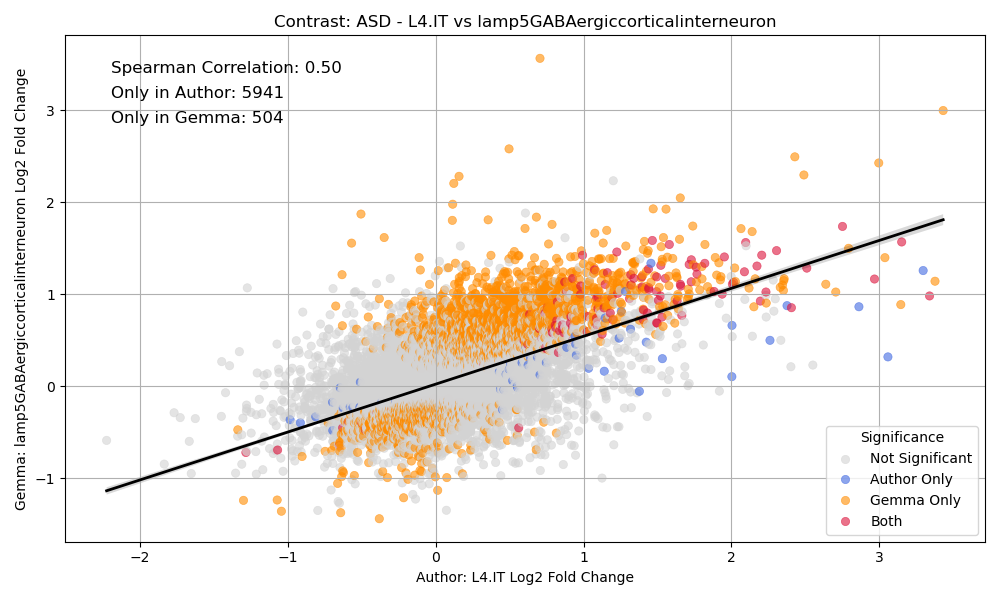 Contrast: ASD - L4.IT vs lamp5GABAergiccorticalinterneuron
Spearman Correlation: 0.50
Only in Author: 5941
Only in Gemma: 504
Gemma: lamp5GABAergiccorticalinterneuron Log2 Fold Change
3
2
1
0
−1
−2
−1
0
1
2
3
Author: L4.IT Log2 Fold Change
Significance
Not Significant
Author Only
Gemma Only
Both